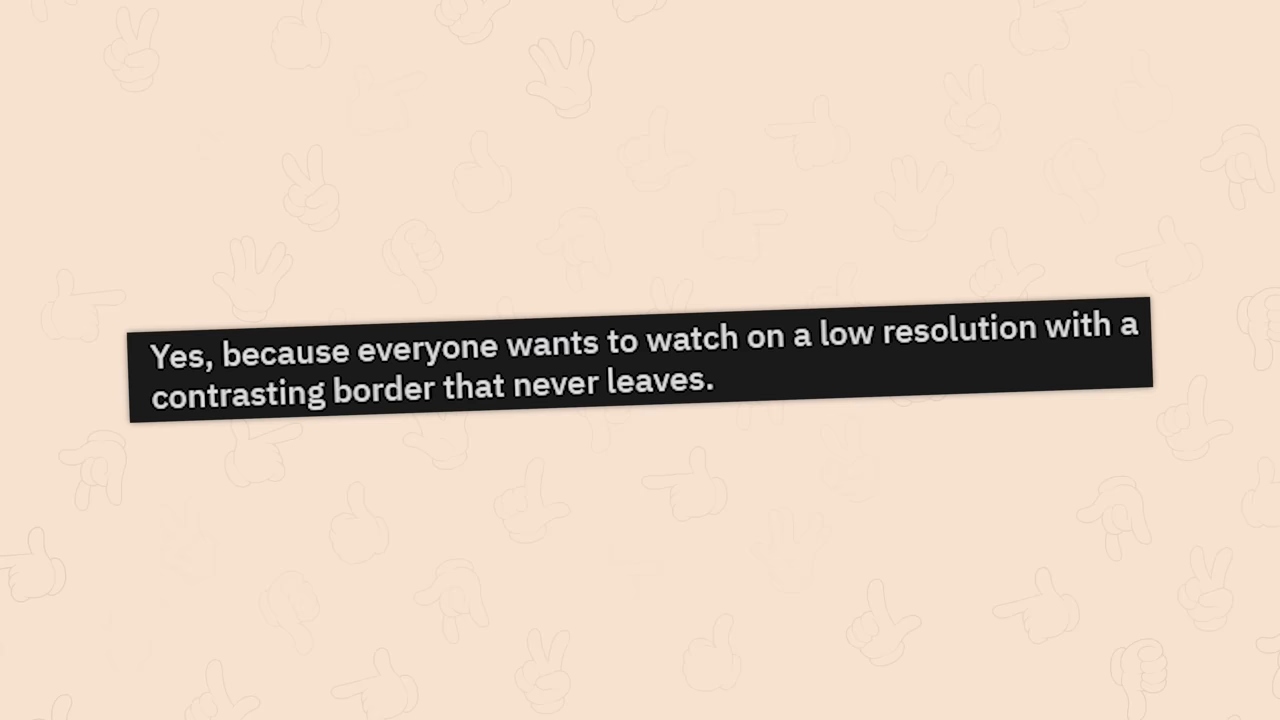 Yes, because everyone wants to watch on a low resolution with a
contrasting border that never leaves.